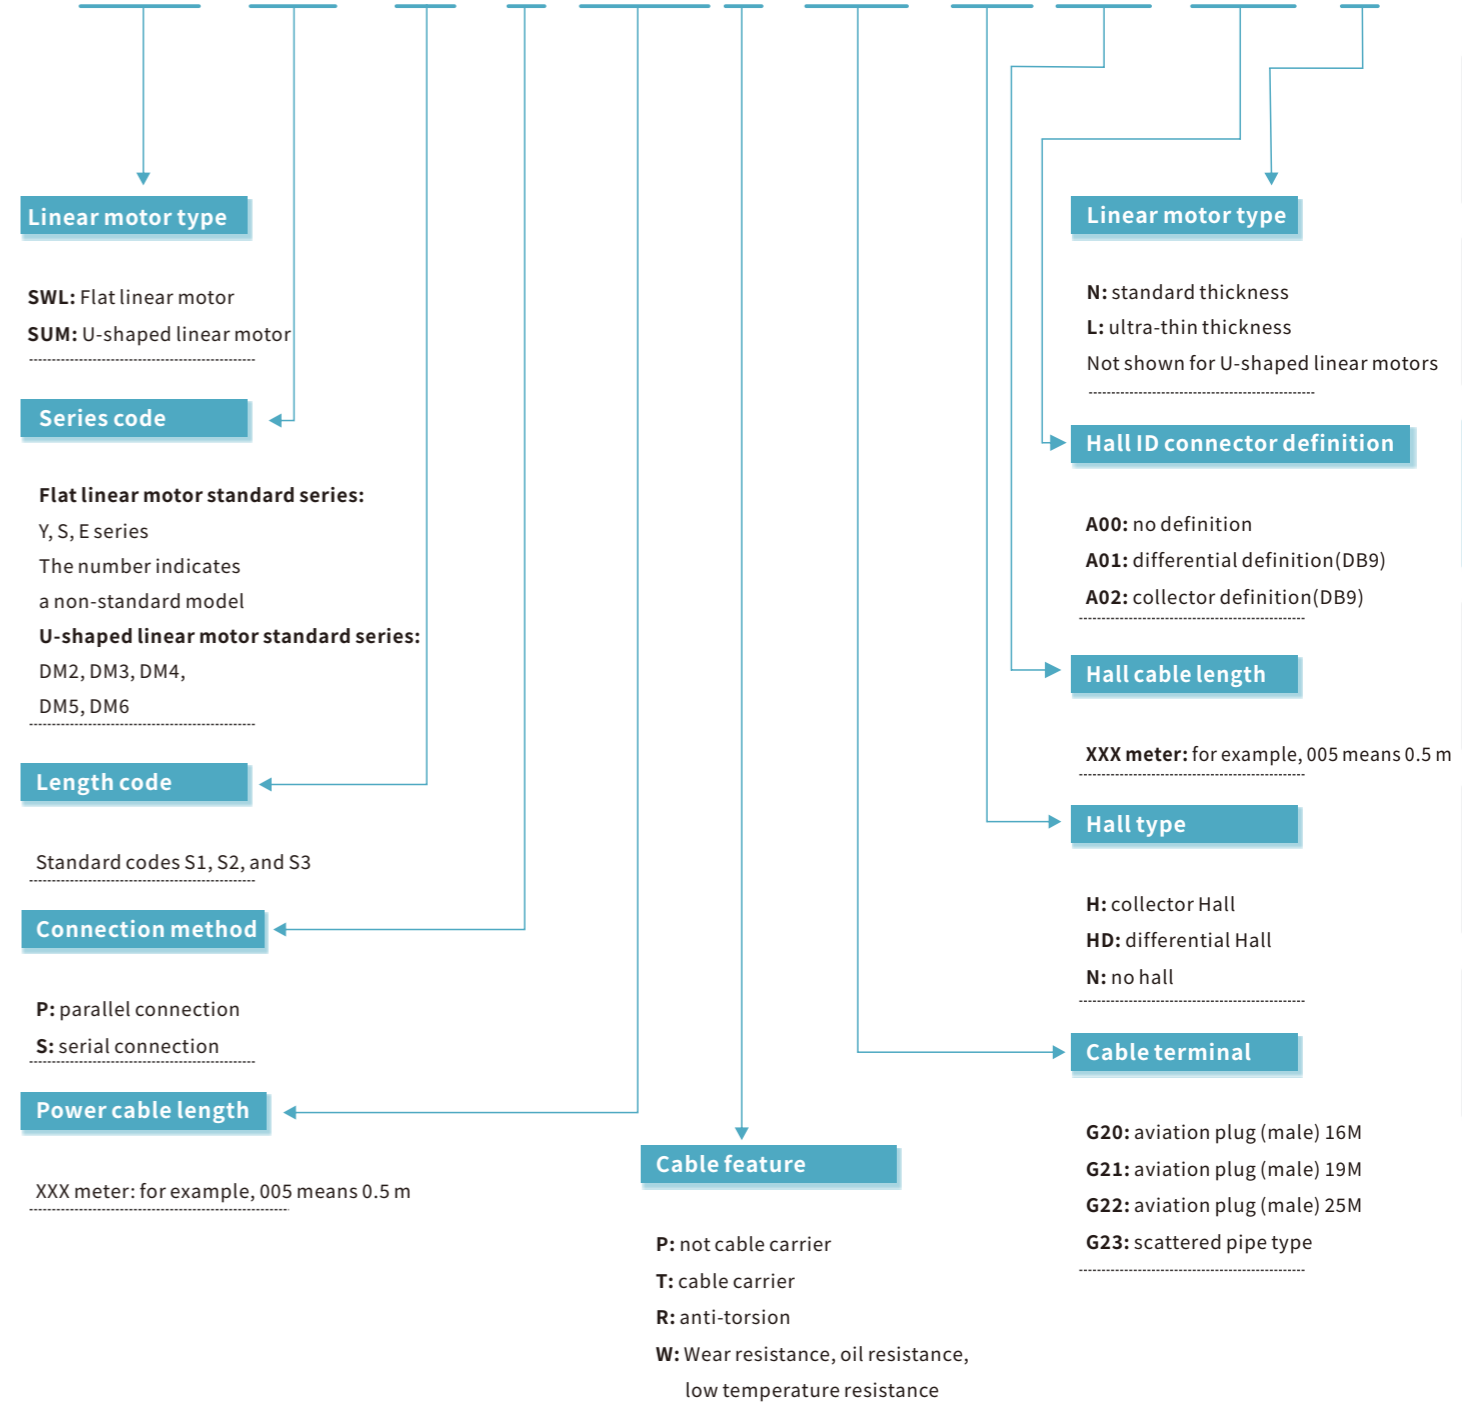 Linear motor type
SWL: Flat linear motor
SUM: U-shaped linear motor
Series code
Flat linear motor standard series:
Y, S, E series
The number indicates
a non-standard model
U-shaped linear motor standard series:
DM2, DM3, DM4,
DM5, DM6
Length code
Standard codes S1, S2, and S3
Connection method
P: parallel connection
S: serial connection
Power cable length
XXX meter: for example, 005 means 0.5 m
Cable feature
P: not cable carrier
T: cable carrier
R: anti-torsion
W: Wear resistance, oil resistance,
low temperature resistance
Linear motor type
N: standard thickness
L: ultra-thin thickness
Not shown for U-shaped linear motors
Hall ID connector definition
A00: no definition
A01: differential definition(DB9)
A02: collector definition(DB9)
Hall cable length
XXX meter: for example, 005 means 0.5 m
Hall type
H: collector Hall
HD: differential Hall
N: no hall
Cable terminal
G20: aviation plug (male) 16M
G21: aviation plug (male) 19M
G22: aviation plug (male) 25M
G23: scattered pipe type